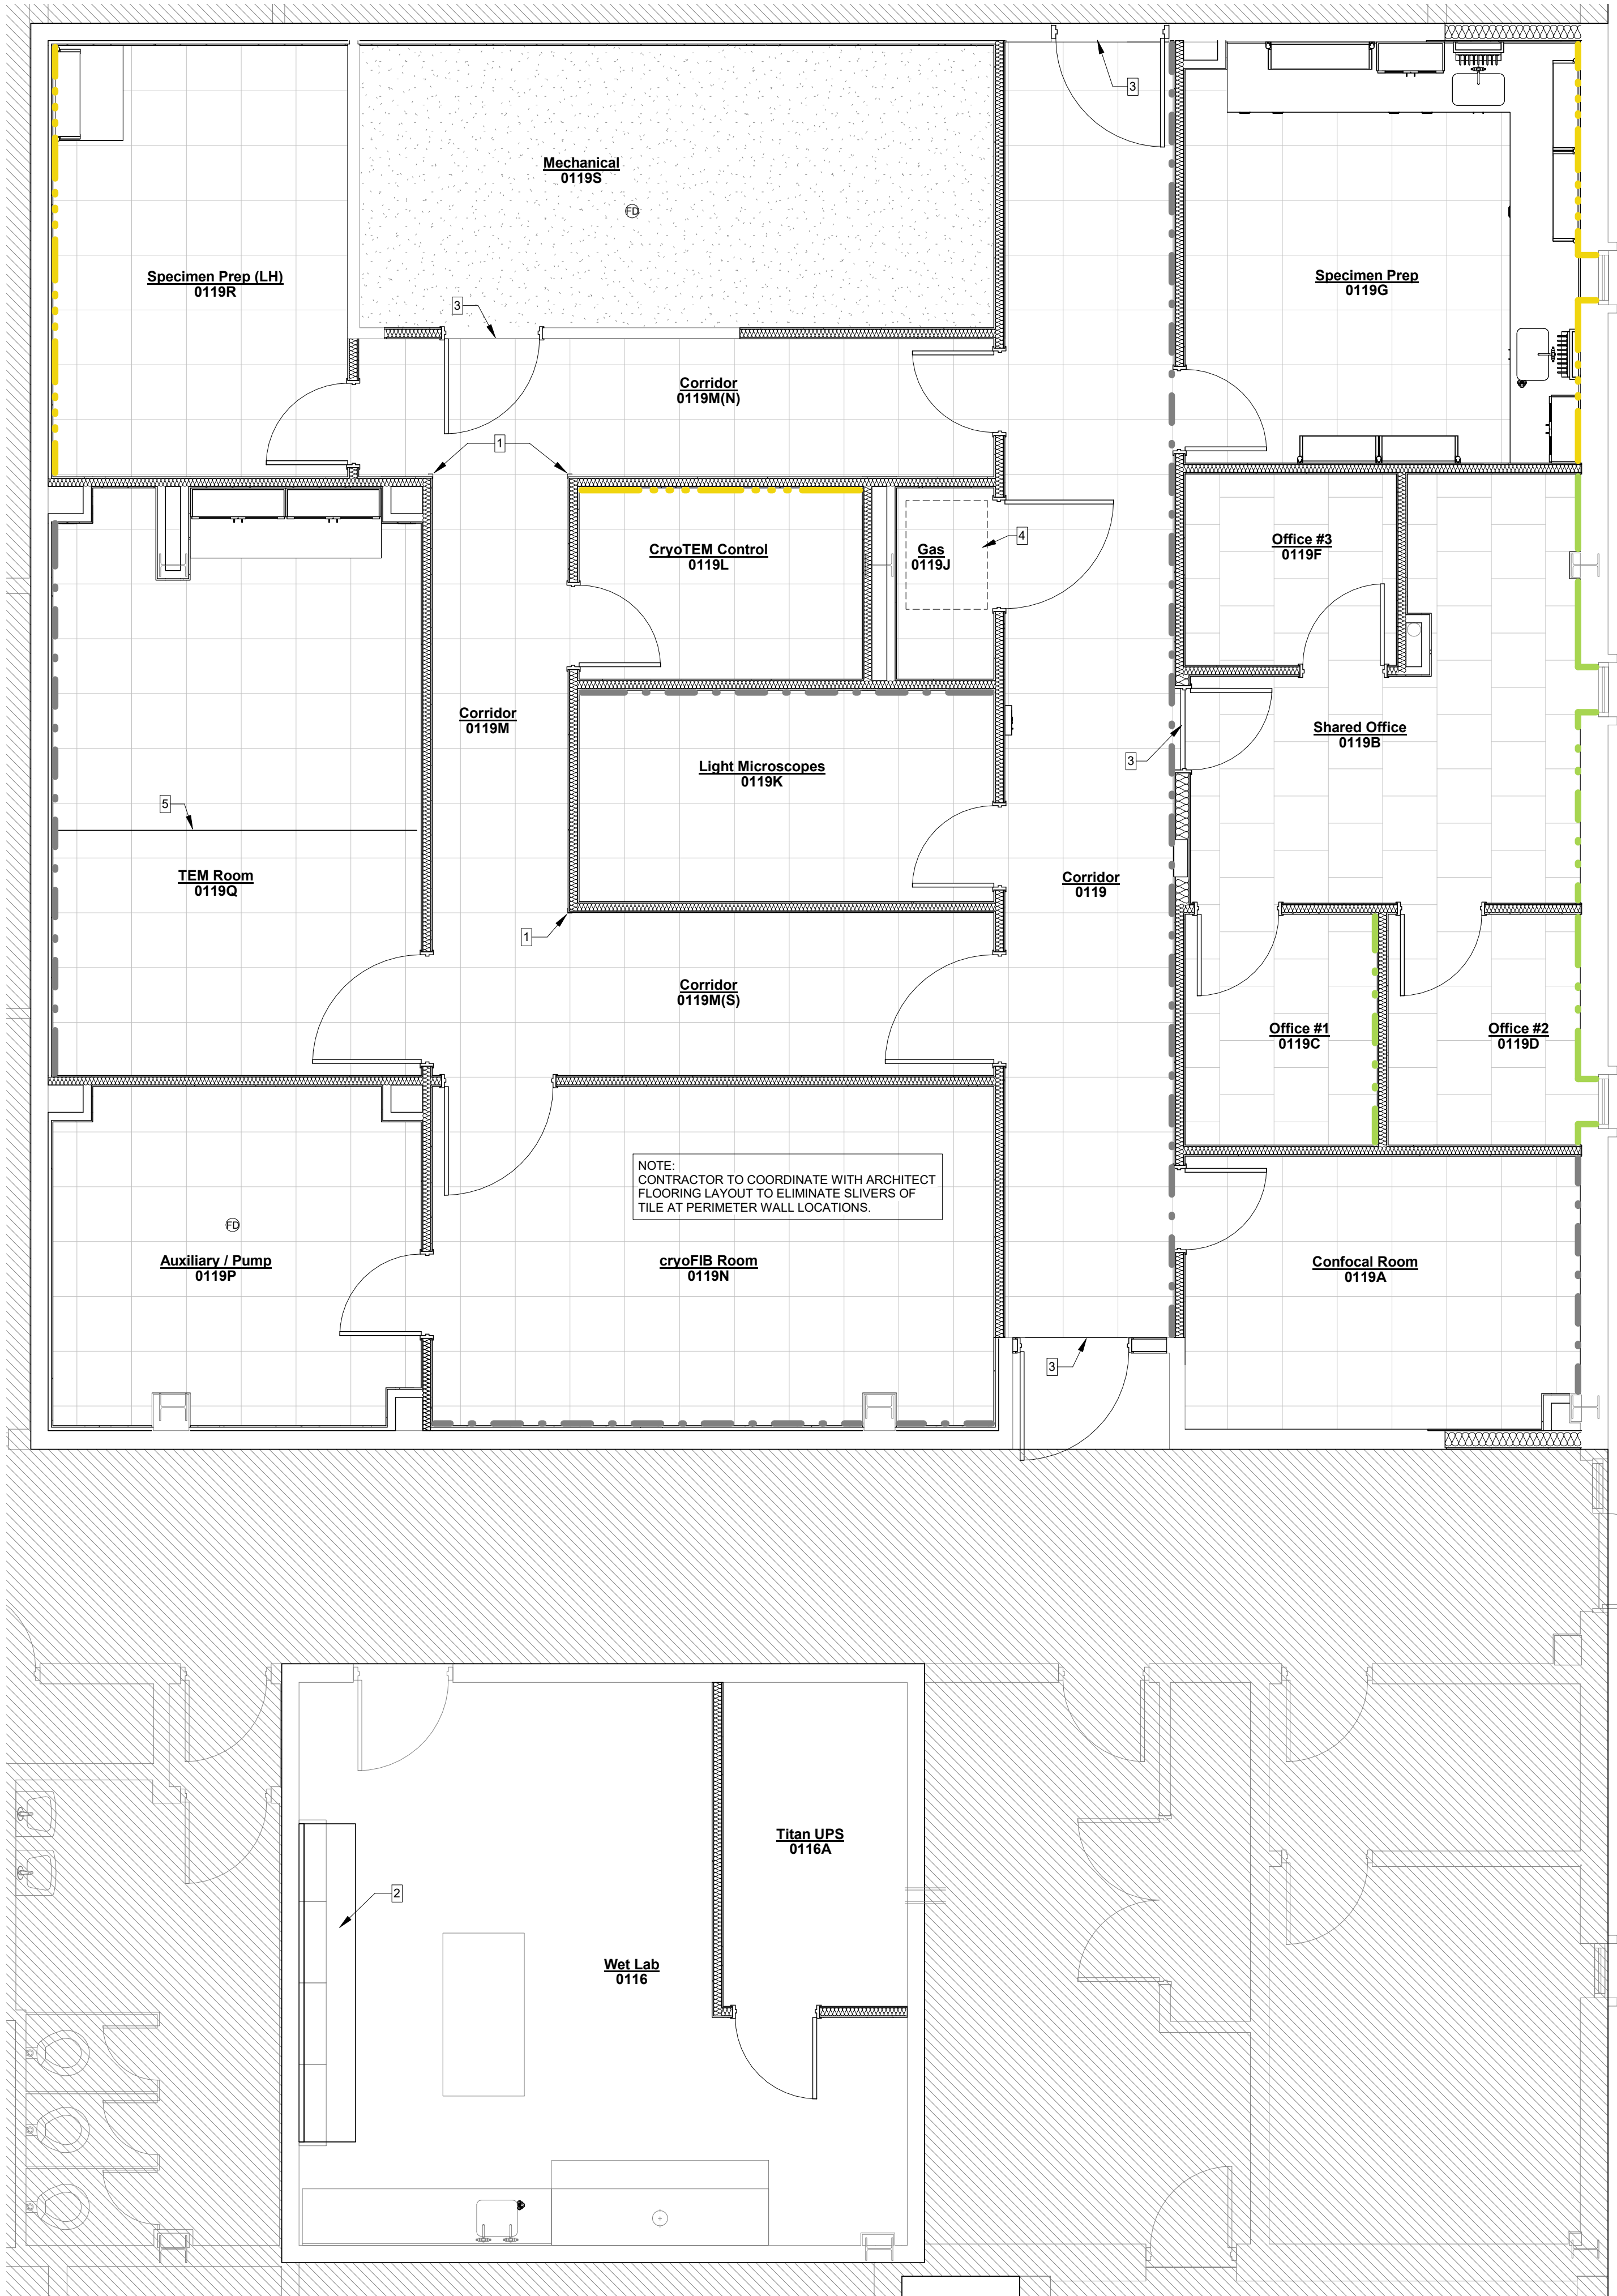 3
Mechanical
0119S
FD
Specimen Prep (LH)
0119R
Specimen Prep
0119G
3
Corridor
0119M(N)
1
CryoTEM Control
0119L
Gas
0119J
4
Office #3
0119F
Corridor
0119M
Shared Office
0119B
3
Light Microscopes
0119K
5
TEM Room
0119Q
Corridor
0119
1
Corridor
0119M(S)
Office #1
0119C
Office #2
0119D
NOTE:
CONTRACTOR TO COORDINATE WITH ARCHITECT
FLOORING LAYOUT TO ELIMINATE SLIVERS OF
TILE AT PERIMETER WALL LOCATIONS.
FD
Auxiliary / Pump
0119P
cryoFIB Room
0119N
Confocal Room
0119A
3
Titan UPS
0116A
2
Wet Lab
0116